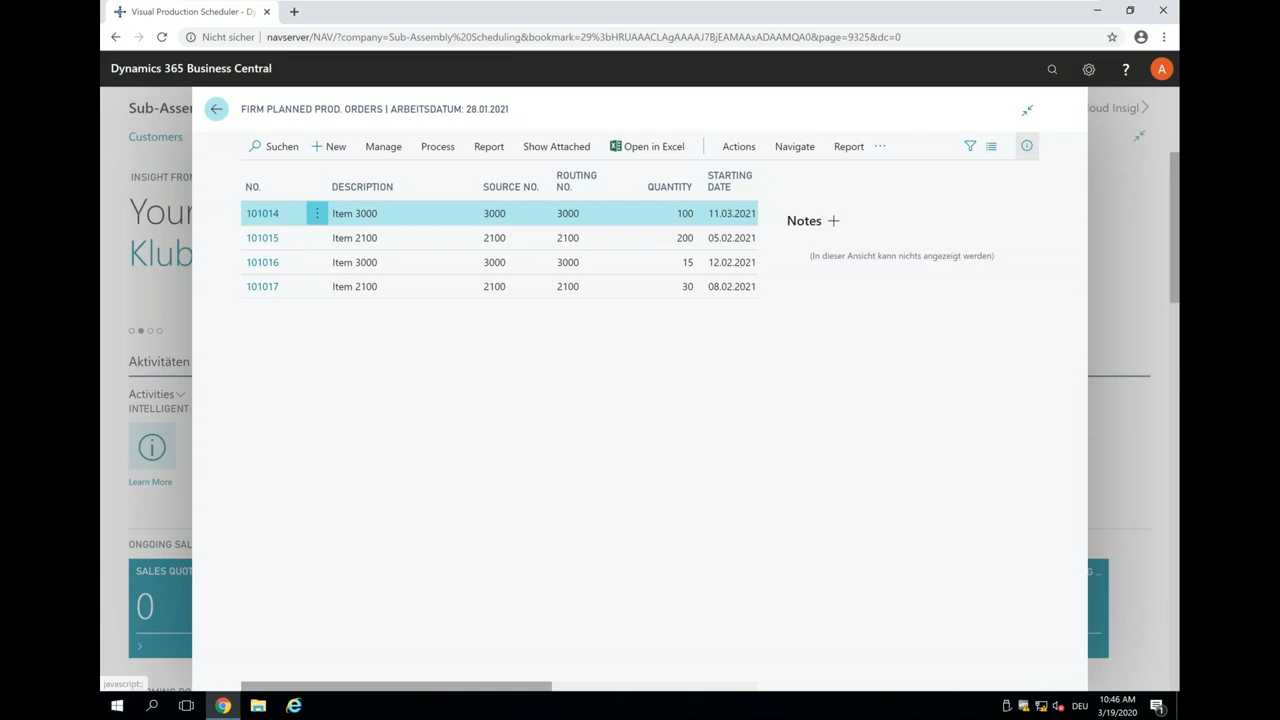 Visual Production Scheduler - Dy
Nicht sicher | navserver/NAV/?company=Sub-Assembly%20Scheduling&bookmark=29%3bHRUAAACLAgAAAAJ7BjEAMAAxADAAMQA0&page=9325&dc=0
Dynamics 365 Business Central
? A
Sub-Asse
FIRM PLANNED PROD. ORDERS | ARBEITSDATUM: 28.01.2021
oud Insigl
Customers
Suchen New Manage Process Report Show Attached Open in Excel Actions Navigate Report ...
INSIGHT FROM
NO. DESCRIPTION SOURCE NO. ROUTING NO. QUANTITY STARTING DATE
Your
101014 Item 3000 3000 3000 100 11.03.2021
Notes +
101015 Item 2100 2100 2100 200 05.02.2021
Klub
(In dieser Ansicht kann nichts angezeigt werden)
101016 Item 3000 3000 3000 15 12.02.2021
101017 Item 2100 2100 2100 30 08.02.2021
Aktivitäten
Activities
INTELLIGENT
Learn More
ONGOING SAL
SALES QUOT
0
javascript:;
DEU
10:46 AM
3/19/2020
1